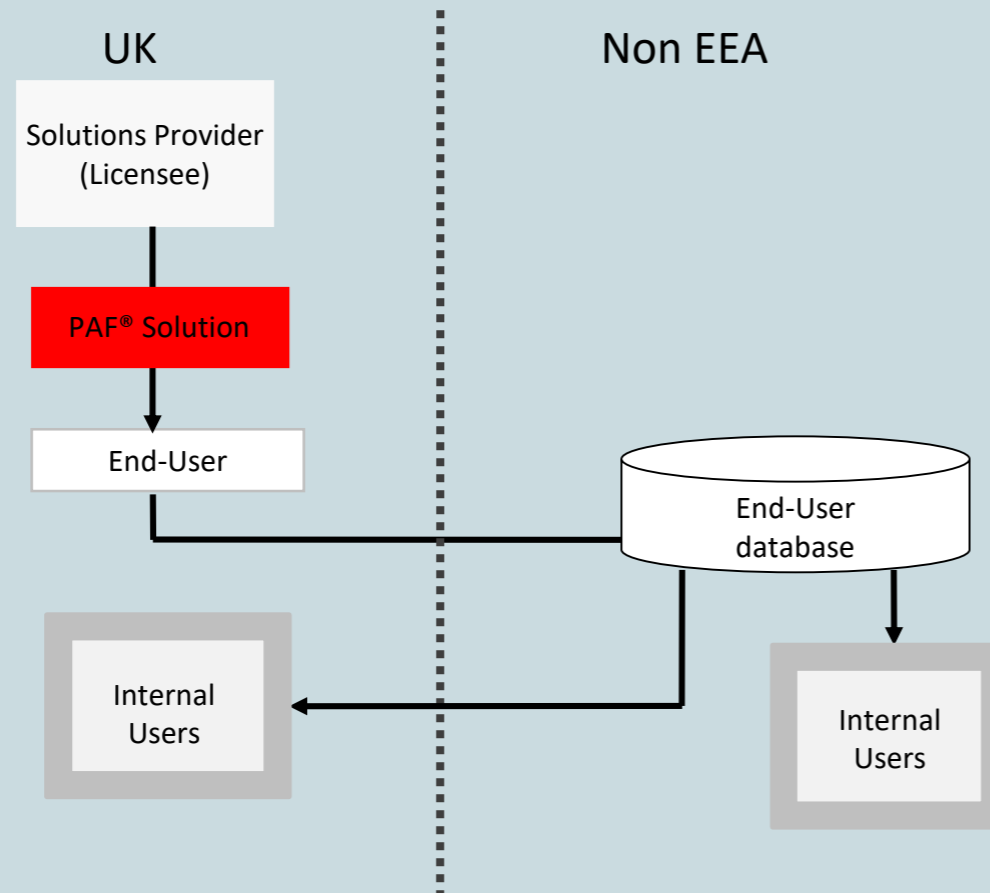 UK
Non EEA
Solutions Provider
(Licensee)
PAF® Solution
End-User
End-User
database
Internal
Users
Internal
Users